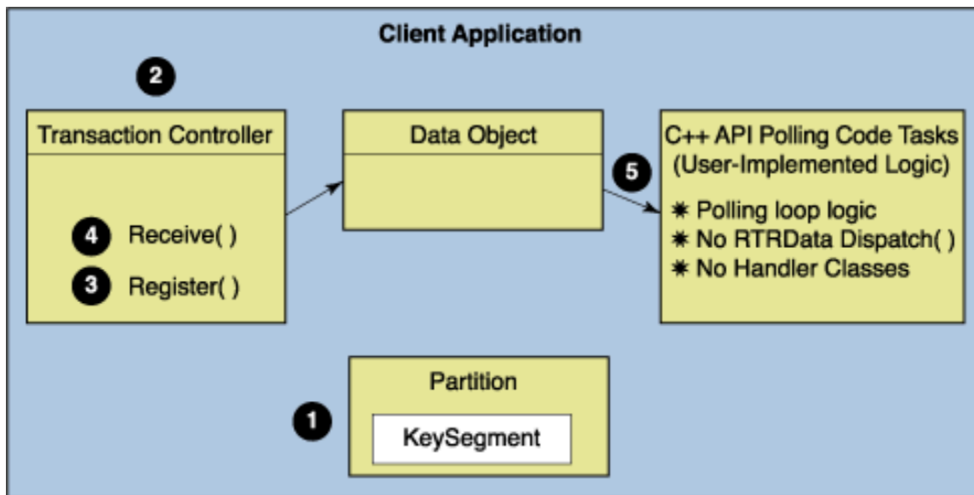 Client Application
2
Transaction Controller
4 Receive( )
3 Register( )
Data Object
5
C++ API Polling Code Tasks
(User-Implemented Logic)
✷ Polling loop logic
✷ No RTRData Dispatch( )
✷ No Handler Classes
1
Partition
KeySegment